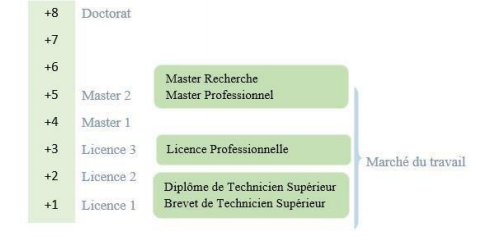 +8 Doctorat
+7
+6
Master Recherche
+5 Master 2 Master Professionnel
+4 Master 1
+3 Licence 3 Licence Professionnelle
Marché du travail
+2 Licence 2
Diplôme de Technicien Supérieur
+1 Licence 1 Brevet de Technicien Supérieur